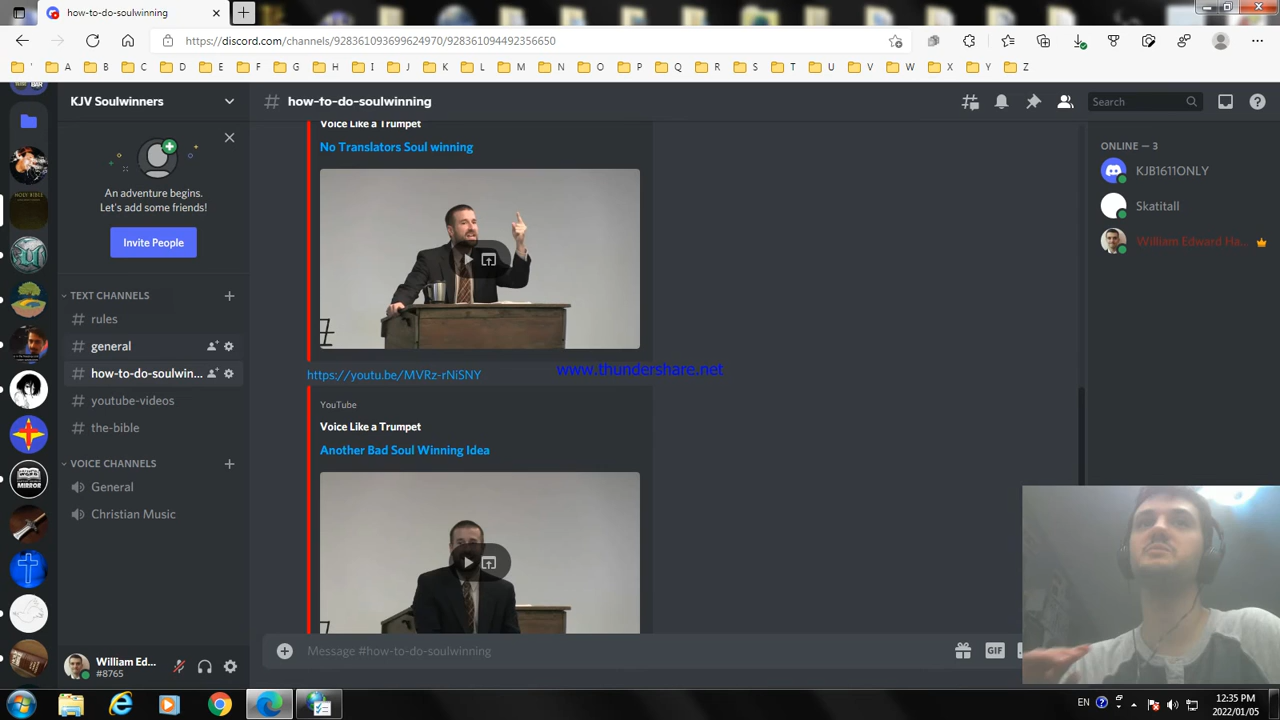 how-to-do-soulwinning
https://discord.com/channels/928361093699624970/928361094492356650
' A B C D E F G H I J K L M N O P Q R S T U V W X Y Z
KJV Soulwinners
how-to-do-soulwinning
Search
An adventure begins.
Let's add some friends!
Invite People
TEXT CHANNELS
rules
general
how-to-do-soulwin...
youtube-videos
the-bible
VOICE CHANNELS
General
Christian Music
William Ed...
#8765
Voice Like a Trumpet
No Translators Soul winning
https://youtu.be/MVRz-rNiSNY
www.thundershare.net
YouTube
Voice Like a Trumpet
Another Bad Soul Winning Idea
Message #how-to-do-soulwinning
GIF
ONLINE — 3
KJB1611ONLY
Skatitall
William Edward Ha...
EN
12:35 PM
2022/01/05